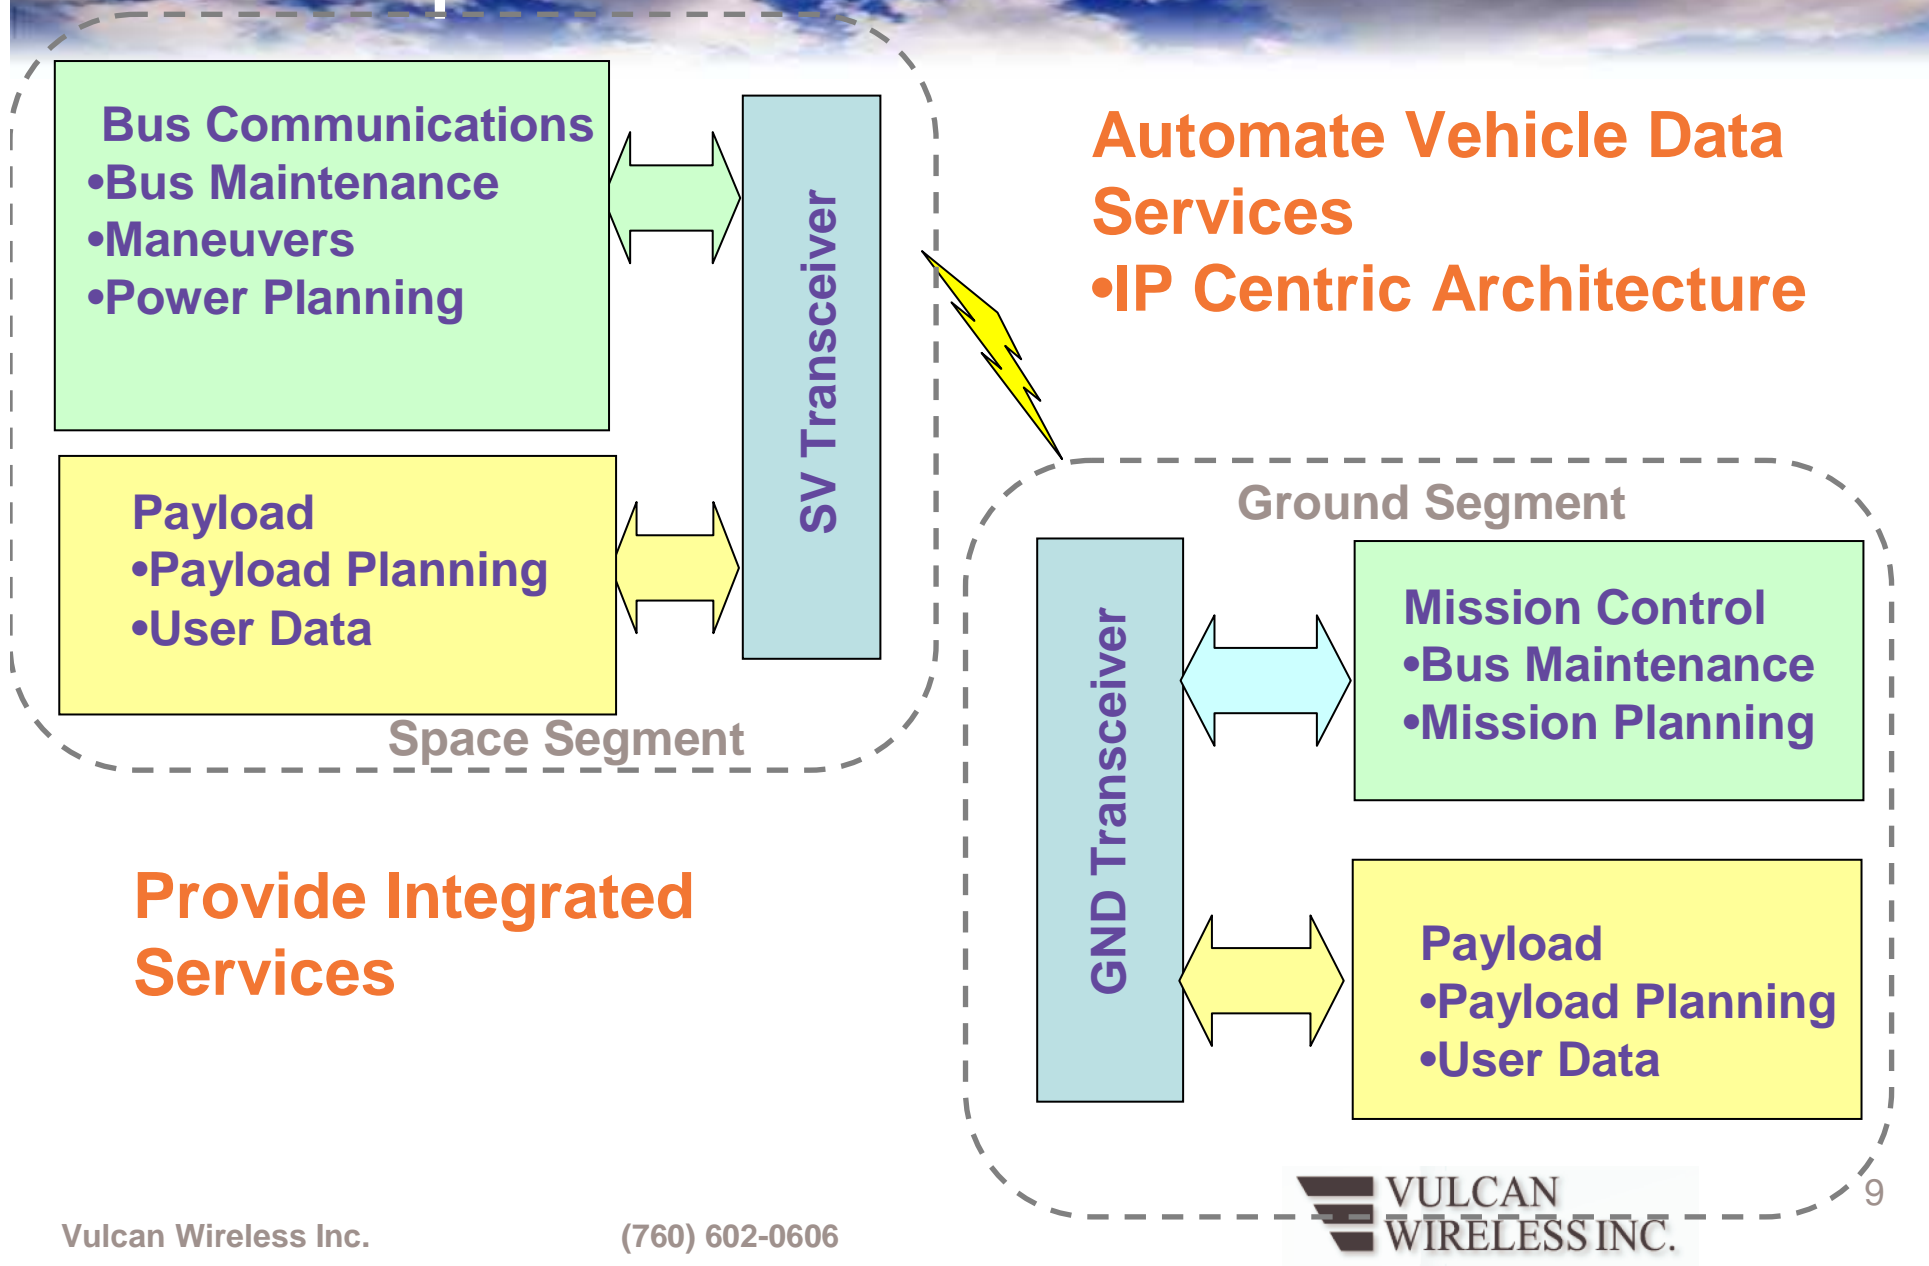 Bus Communications
•Bus Maintenance
•Maneuvers
•Power Planning
SV Transceiver
Payload
•Payload Planning
•User Data
Space Segment
Automate Vehicle Data
Services
•IP Centric Architecture
Ground Segment
GND Transceiver
Mission Control
•Bus Maintenance
•Mission Planning
Payload
•Payload Planning
•User Data
Provide Integrated
Services
Vulcan Wireless Inc.
(760) 602-0606
VULCAN
WIRELESS INC.
9